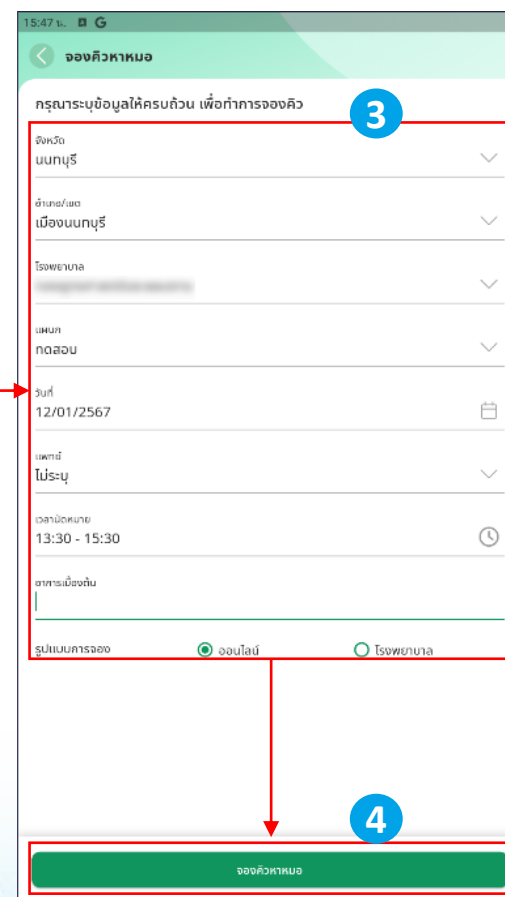 15:47 น. G
จองคิวหาหมอ
กรุณาระบุข้อมูลให้ครบถ้วน เพื่อทำการจองคิว
3
จังหวัด
นนทบุรี
อำเภอ/เขต
เมืองนนทบุรี
โรงพยาบาล
แผนก
ทดสอบ
วันที่
12/01/2567
แพทย์
ไม่ระบุ
เวลานัดหมาย
13:30 - 15:30
อาการเบื้องต้น
รูปแบบการจอง ออนไลน์ โรงพยาบาล
4
จองคิวหาหมอ